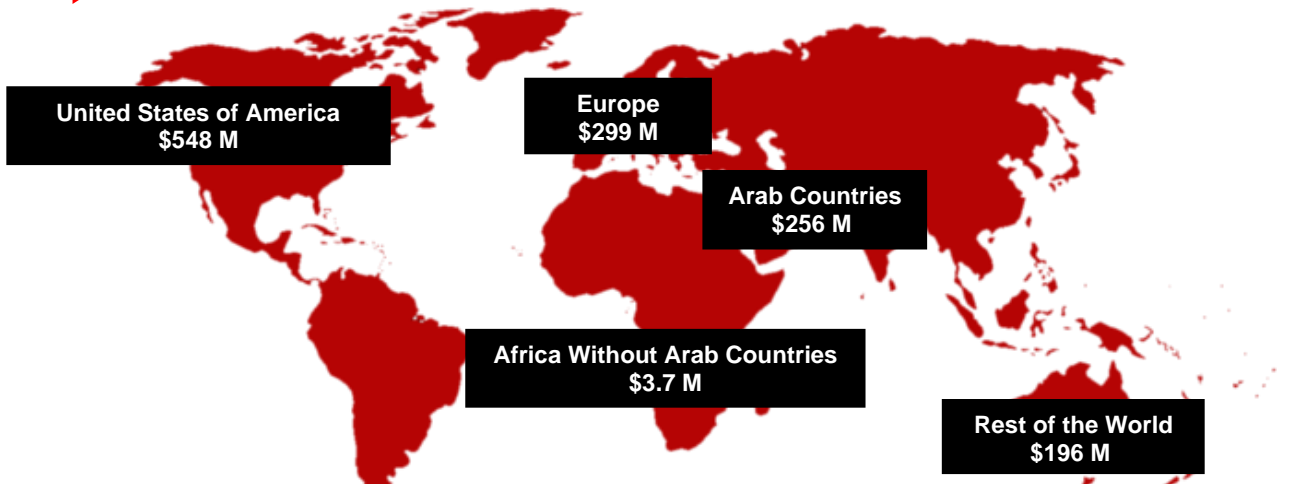 United States of America
$548 M
Europe
$299 M
Arab Countries
$256 M
Africa Without Arab Countries
$3.7 M
Rest of the World
$196 M